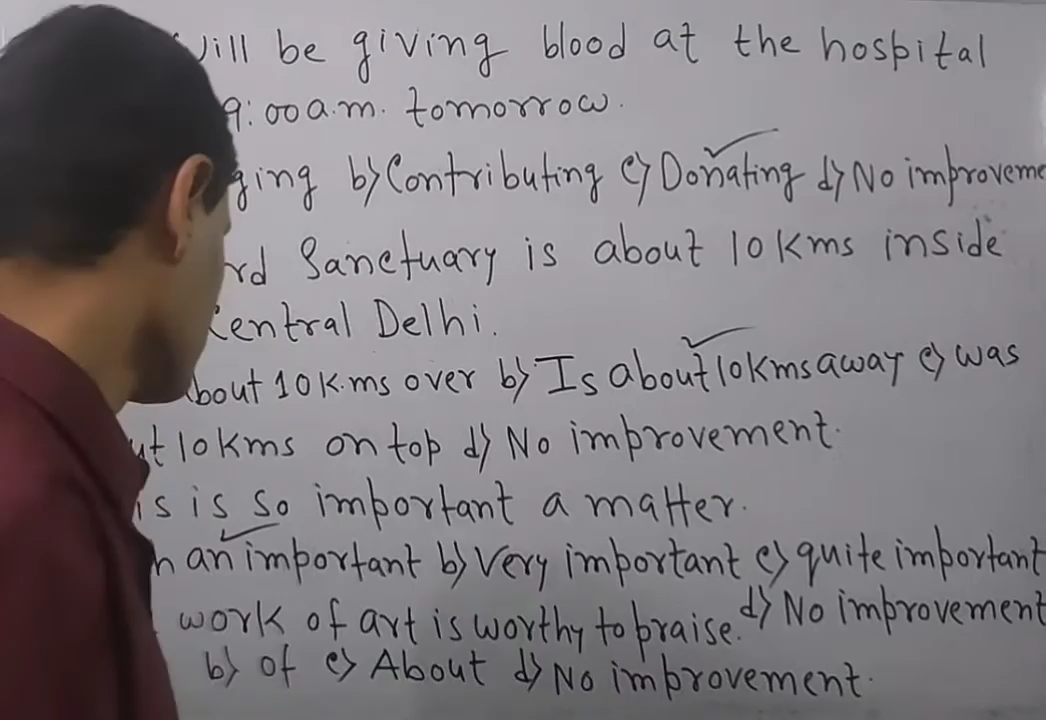 will be giving blood at the hospital
9:00a.m. tomorrow.
ging b) Contributing c) Donating d) No improveme
rd Sanctuary is about 10 Kms inside
Central Delhi.
bout 10 K.ms over b) Is about 10 kms away c) was
ut 10 Kms on top d) No improvement.
is is so important a matter.
h an important b) Very important c) quite important
work of art is worthy to praise. d) No improvement
b) of c) About d) No improvement.